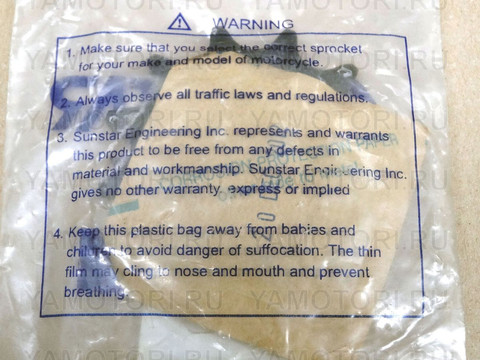 WARNING
1. Make sure that you select the correct sprocket
for your make and model of motorcycle.
2. Always observe all traffic laws and regulations.
3. Sunstar Engineering Inc. represents and warrants
this product to be free from any defects in
material and workmanship. Sunstar Engineering Inc.
gives no other warranty, express or implied
4. Keep this plastic bag away from babies and
children to avoid danger of suffocation. The thin
film may cling to nose and mouth and prevent
breathing.
YAMOTORI.RU